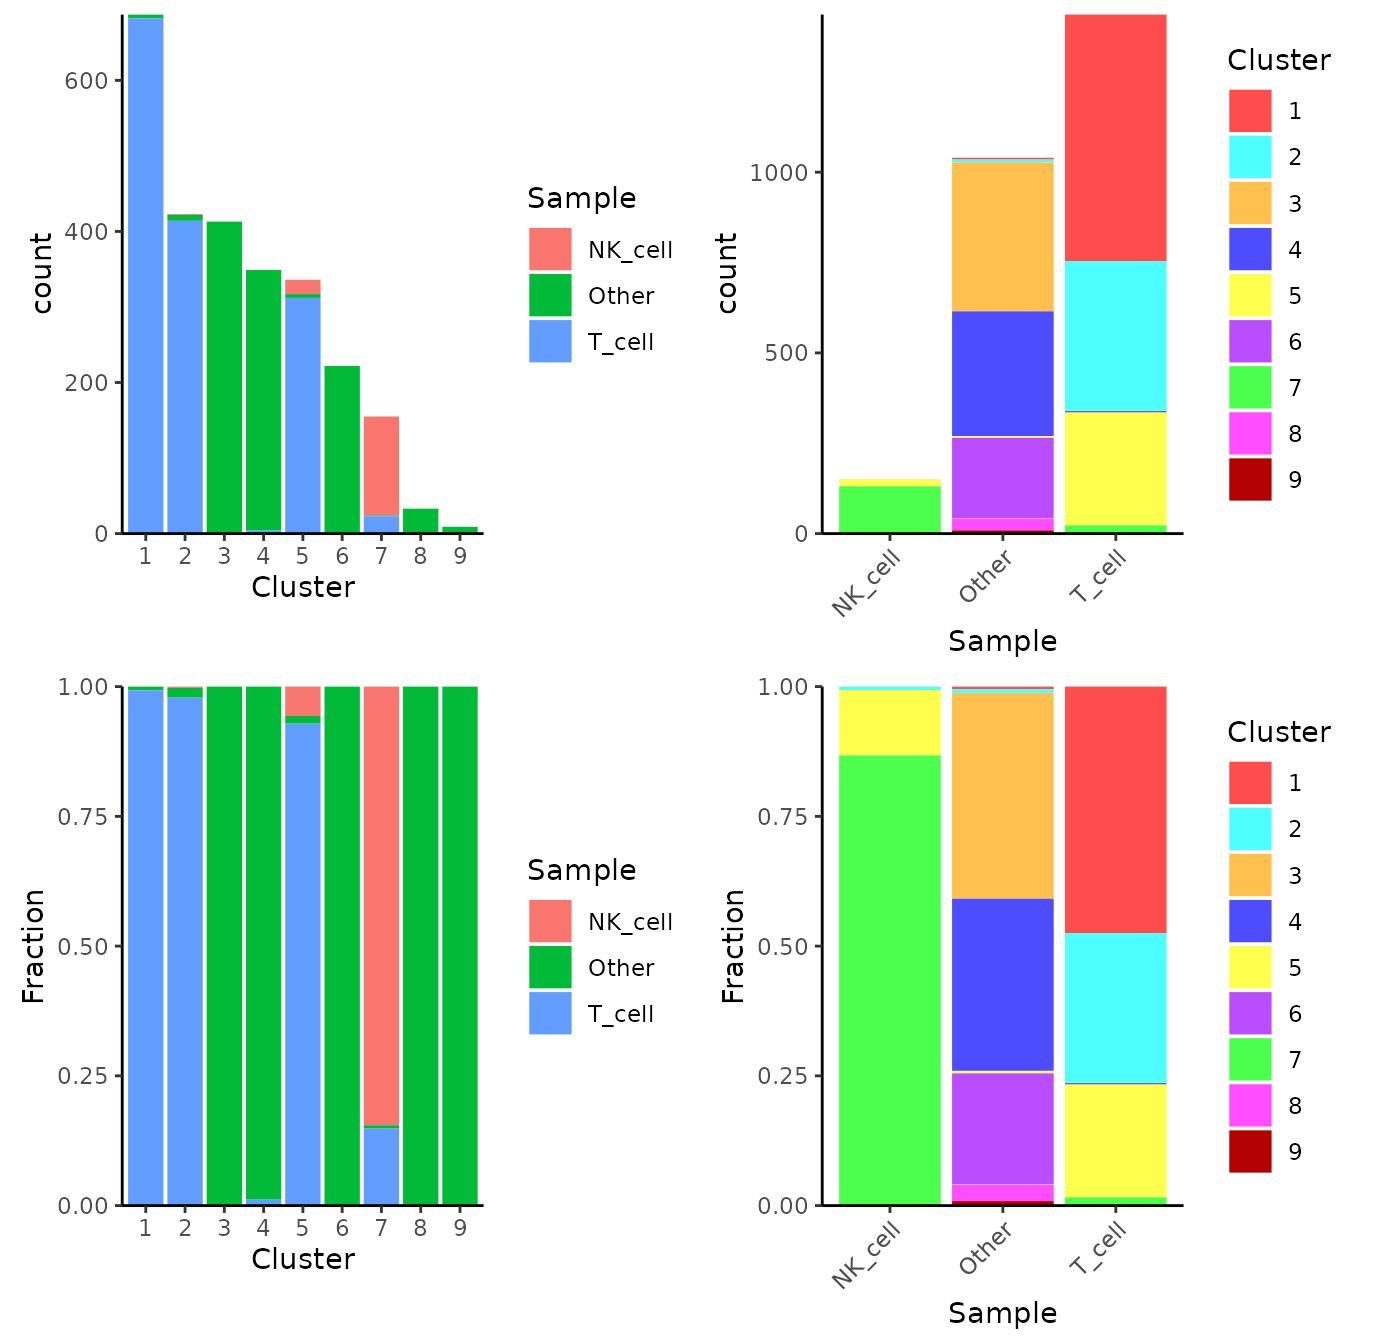 count
600
400
200
0
1 2 3 4 5 6 7 8 9
Cluster
Sample
NK_cell
Other
T_cell
count
1000
500
0
NK_cell
Other
T_cell
Sample
Cluster
1
2
3
4
5
6
7
8
9
Fraction
1.00
0.75
0.50
0.25
0.00
1 2 3 4 5 6 7 8 9
Cluster
Sample
NK_cell
Other
T_cell
Fraction
1.00
0.75
0.50
0.25
0.00
NK_cell
Other
T_cell
Sample
Cluster
1
2
3
4
5
6
7
8
9